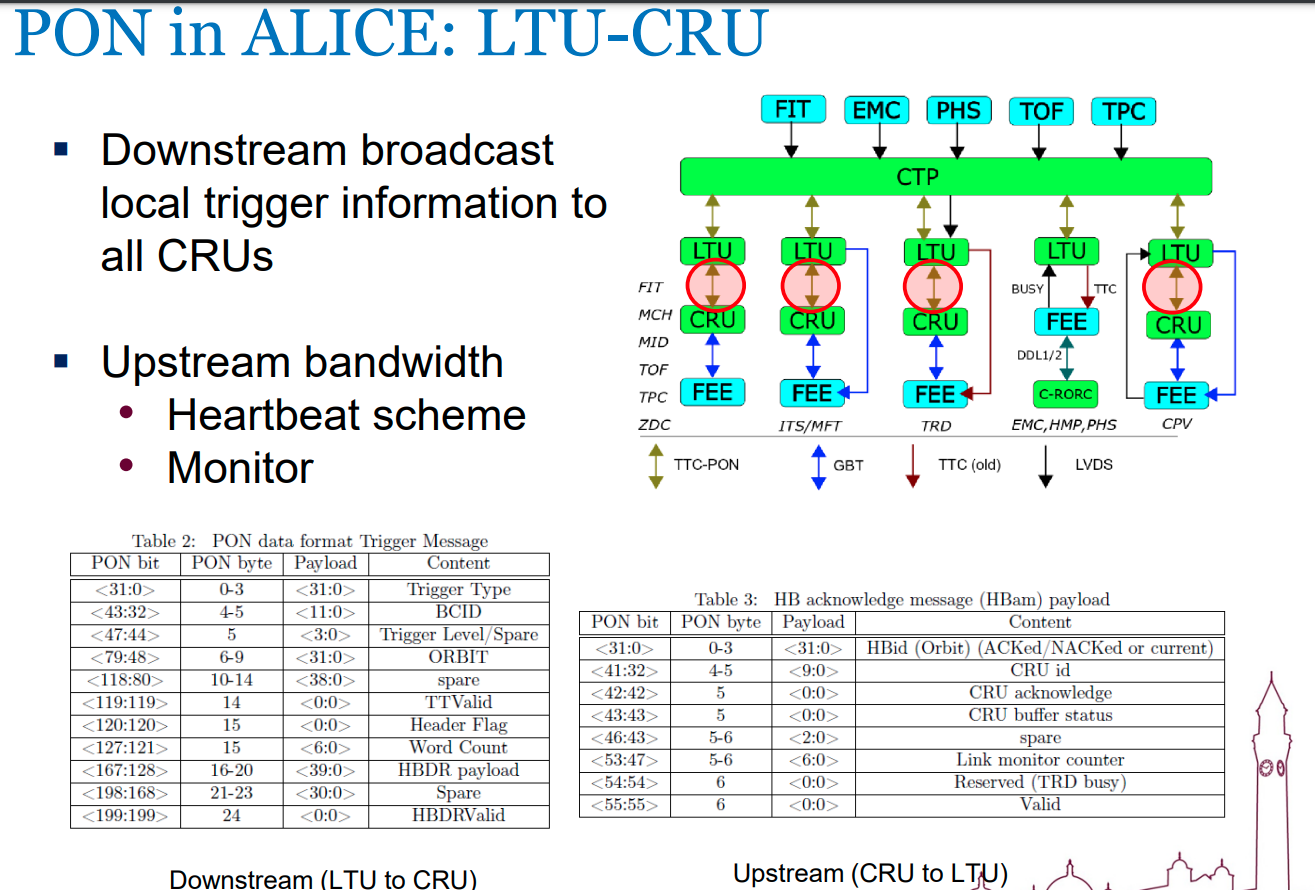 PON in ALICE: LTU-CRU
Downstream broadcast
local trigger information to
all CRUs
Upstream bandwidth
Heartbeat scheme
Monitor
FIT EMC PHS TOF TPC
CTP
LTU LTU LTU LTU LTU
FIT
BUSY TTC
MCH CRU CRU CRU FEE CRU
MID
DDL1/2
TOF
TPC FEE FEE FEE C-RORC FEE
ZDC ITS/MFT TRD EMC,HMP,PHS CPV
TTC-PON GBT TTC (old) LVDS
Table 2: PON data format Trigger Message
PON bit PON byte Payload Content
<31:0> 0-3 <31:0> Trigger Type
<43:32> 4-5 <11:0> BCID
<47:44> 5 <3:0> Trigger Level/Spare
<79:48> 6-9 <31:0> ORBIT
<118:80> 10-14 <38:0> spare
<119:119> 14 <0:0> TTValid
<120:120> 15 <0:0> Header Flag
<127:121> 15 <6:0> Word Count
<167:128> 16-20 <39:0> HBDR payload
<198:168> 21-23 <30:0> Spare
<199:199> 24 <0:0> HBDRValid
Downstream (LTU to CRU)
Table 3: HB acknowledge message (HBam) payload
PON bit PON byte Payload Content
<31:0> 0-3 <31:0> HBid (Orbit) (ACKed/NACKed or current)
<41:32> 4-5 <9:0> CRU id
<42:42> 5 <0:0> CRU acknowledge
<43:43> 5 <0:0> CRU buffer status
<46:43> 5-6 <2:0> spare
<53:47> 5-6 <6:0> Link monitor counter
<54:54> 6 <0:0> Reserved (TRD busy)
<55:55> 6 <0:0> Valid
Upstream (CRU to LTU)